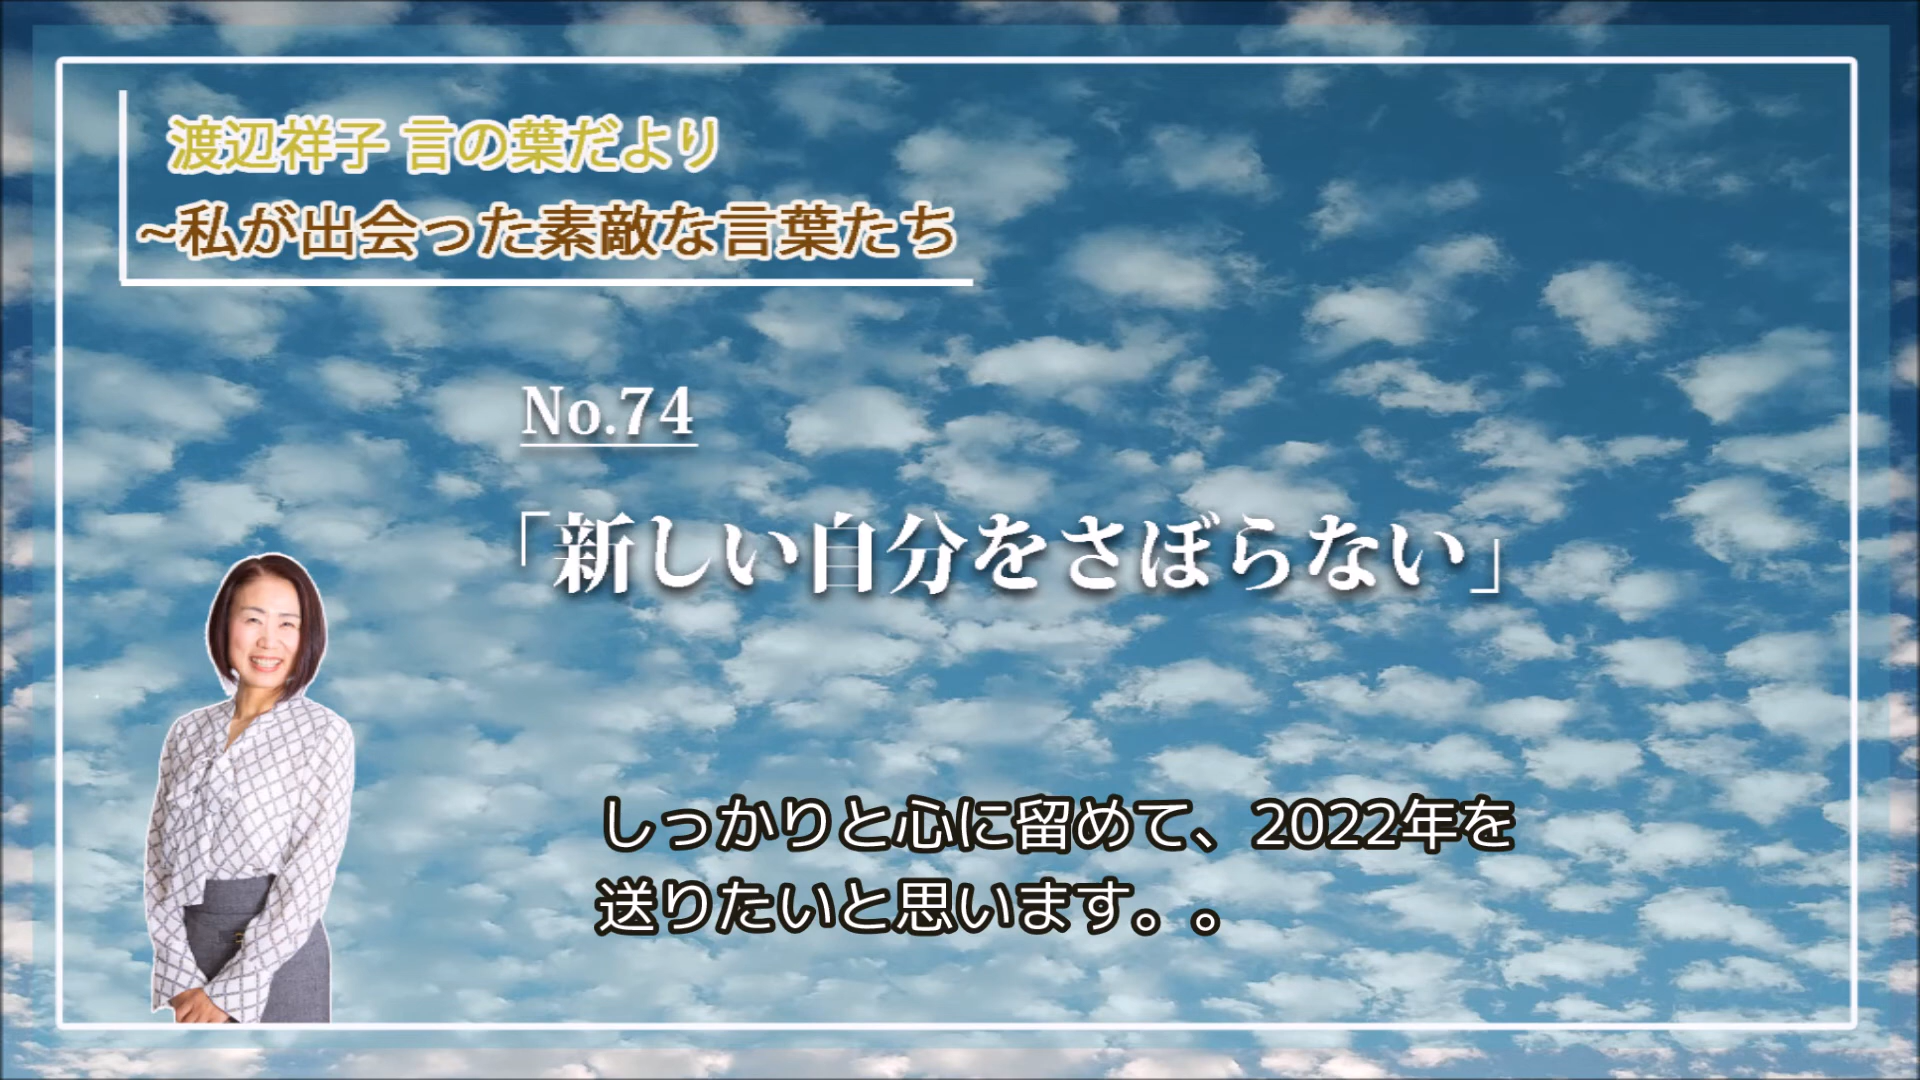 渡辺祥子 言の葉だより
~私が出会った素敵な言葉たち
No.74
「新しい自分をさぼらない」
しっかりと心に留めて、2022年を
送りたいと思います。。